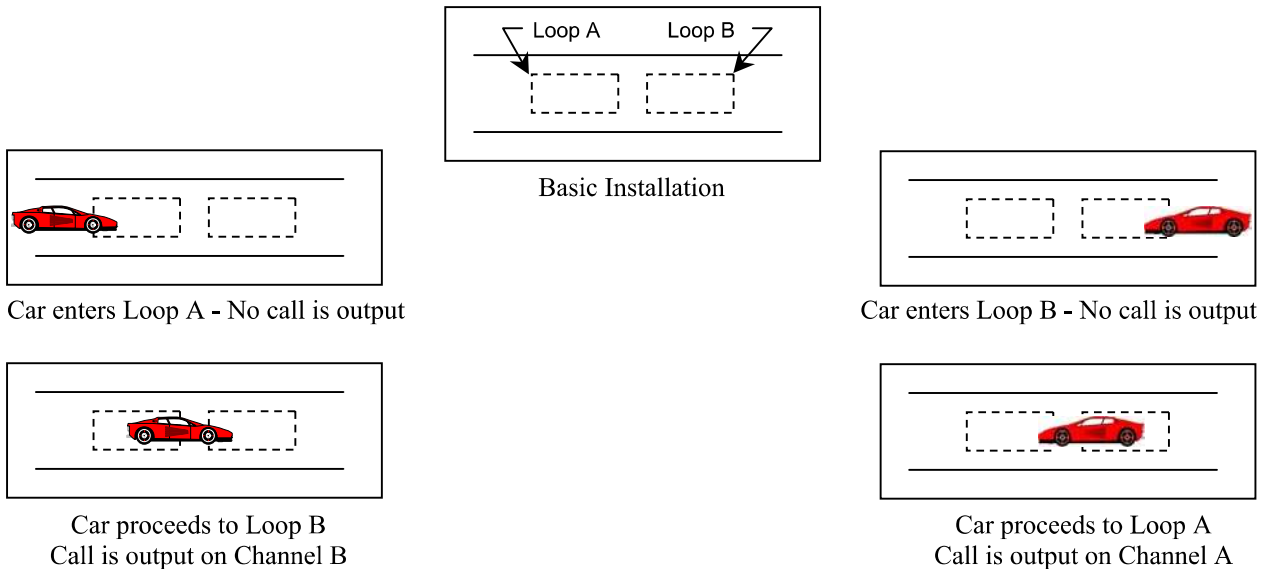 Loop A
Loop B
Basic Installation
Car enters Loop A - No call is output
Car enters Loop B - No call is output
Car proceeds to Loop B
Call is output on Channel B
Car proceeds to Loop A
Call is output on Channel A